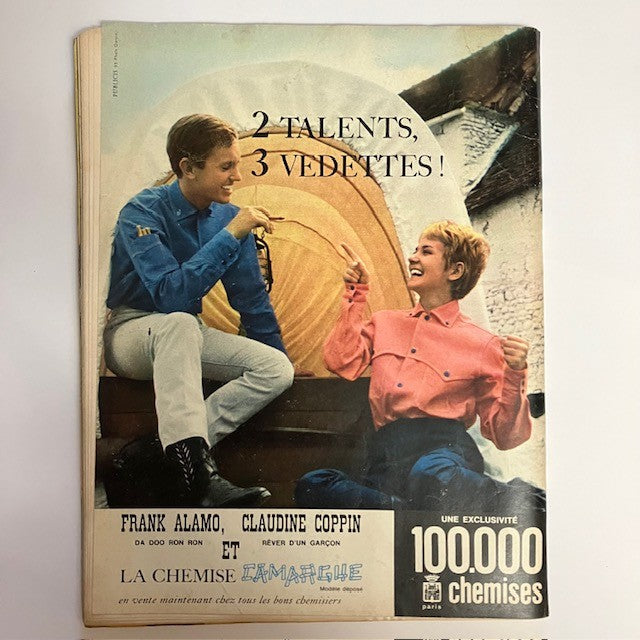 PUBLICIS
2 TALENTS,
3 VEDETTES !
FRANK ALAMO, CLAUDINE COPPIN
DA DOO RON RON RÊVER D'UN GARÇON
ET
LA CHEMISE CAMARGUE
Modèle déposé
en vente maintenant chez tous les bons chemisiers
UNE EXCLUSIVITÉ
100.000
chemises
paris